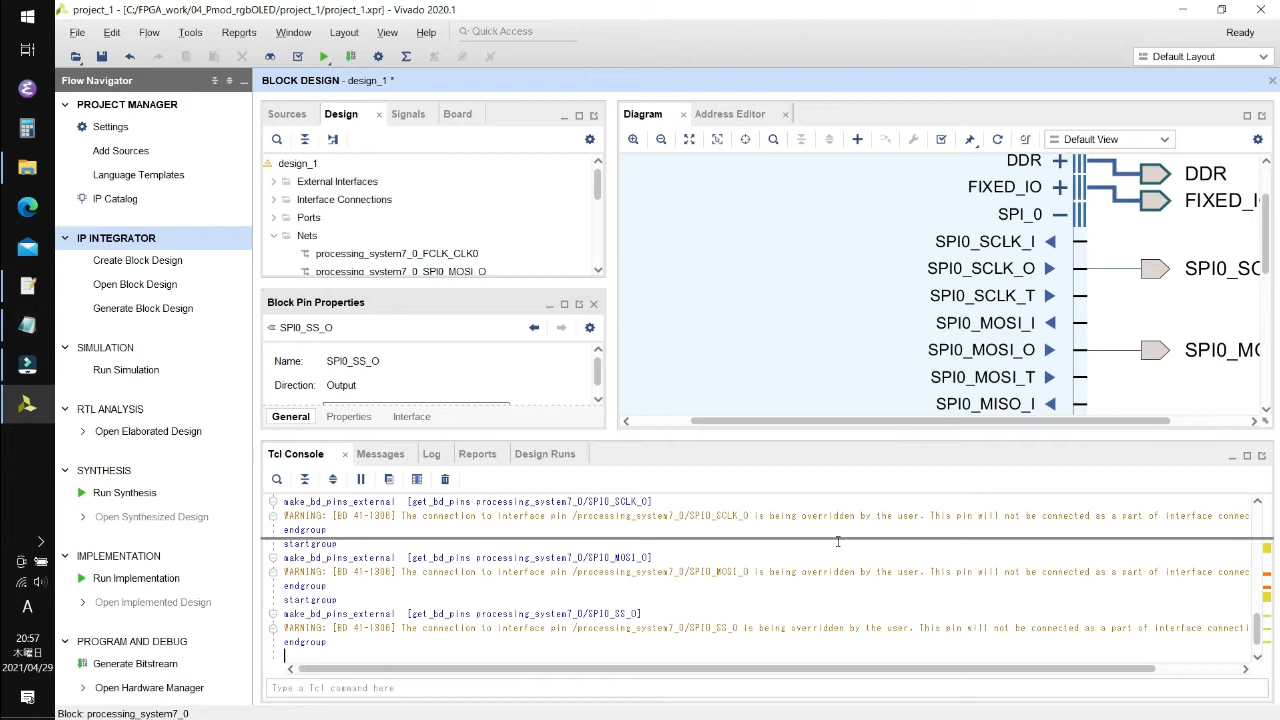 project_1 - [C:/FPGA_work/04_Pmod_rgbOLED/project_1/project_1.xpr] - Vivado 2020.1
File Edit Flow Tools Reports Window Layout View Help Quick Access Ready
Default Layout
Flow Navigator
PROJECT MANAGER
Settings
Add Sources
Language Templates
IP Catalog
IP INTEGRATOR
Create Block Design
Open Block Design
Generate Block Design
SIMULATION
Run Simulation
RTL ANALYSIS
Open Elaborated Design
SYNTHESIS
Run Synthesis
Open Synthesized Design
IMPLEMENTATION
Run Implementation
Open Implemented Design
PROGRAM AND DEBUG
Generate Bitstream
Open Hardware Manager
BLOCK DESIGN - design_1 *
Sources Design Signals Board
design_1
External Interfaces
Interface Connections
Ports
Nets
processing_system7_0_FCLK_CLK0
processing_system7_0_SPI0_MOSI_O
Block Pin Properties
SPI0_SS_O
Name: SPI0_SS_O
Direction: Output
General Properties Interface
Diagram Address Editor
Default View
DDR DDR
FIXED_IO FIXED_IO
SPI_0
SPI0_SCLK_I
SPI0_SCLK_O SPI0_SC
SPI0_SCLK_T
SPI0_MOSI_I
SPI0_MOSI_O SPI0_MO
SPI0_MOSI_T
SPI0_MISO_I
Tcl Console Messages Log Reports Design Runs
make_bd_pins_external [get_bd_pins processing_system7_0/SPI0_SCLK_O]
WARNING: [BD 41-1306] The connection to interface pin /processing_system7_0/SPI0_SCLK_O is being overridden by the user. This pin will not be connected as a part of interface connec
endgroup
startgroup
make_bd_pins_external [get_bd_pins processing_system7_0/SPI0_MOSI_O]
WARNING: [BD 41-1306] The connection to interface pin /processing_system7_0/SPI0_MOSI_O is being overridden by the user. This pin will not be connected as a part of interface connec
endgroup
startgroup
make_bd_pins_external [get_bd_pins processing_system7_0/SPI0_SS_O]
WARNING: [BD 41-1306] The connection to interface pin /processing_system7_0/SPI0_SS_O is being overridden by the user. This pin will not be connected as a part of interface connecti
endgroup
Type a Tcl command here
Block: processing_system7_0
A
20:57
木曜日
2021/04/29